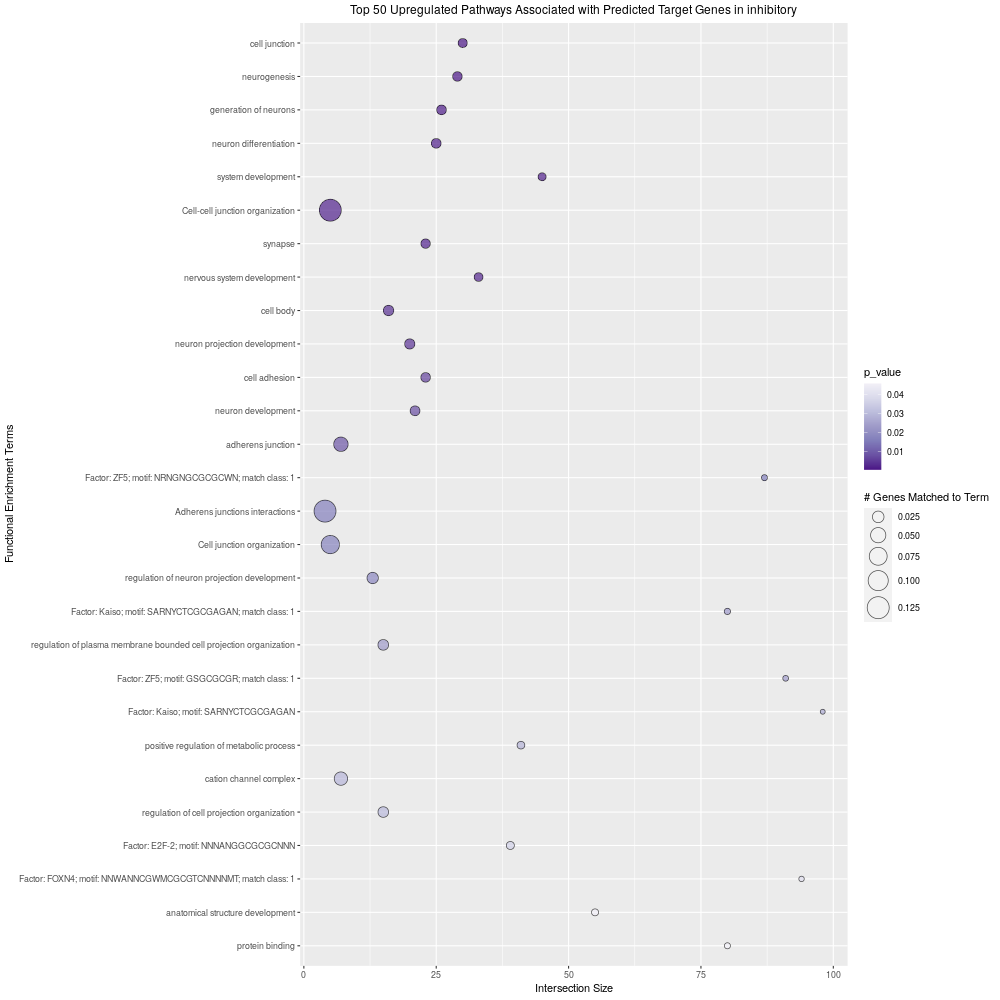 Top 50 Upregulated Pathways Associated with Predicted Target Genes in inhibitory
Functional Enrichment Terms
cell junction
neurogenesis
generation of neurons
neuron differentiation
system development
Cell-cell junction organization
synapse
nervous system development
cell body
neuron projection development
cell adhesion
neuron development
adherens junction
Factor: ZF5; motif: NRNGNGCGCGCWN; match class: 1
Adherens junctions interactions
Cell junction organization
regulation of neuron projection development
Factor: Kaiso; motif: SARNYCTCGCGAGAN; match class: 1
regulation of plasma membrane bounded cell projection organization
Factor: ZF5; motif: GSGCGCGR; match class: 1
Factor: Kaiso; motif: SARNYCTCGCGAGAN
positive regulation of metabolic process
cation channel complex
regulation of cell projection organization
Factor: E2F-2; motif: NNNANGGCGCGCNNN
Factor: FOXN4; motif: NNWANNCGWMCGCGTCNNNNMT; match class: 1
anatomical structure development
protein binding
0 25 50 75 100
Intersection Size
p_value
0.04
0.03
0.02
0.01
# Genes Matched to Term
0.025
0.050
0.075
0.100
0.125